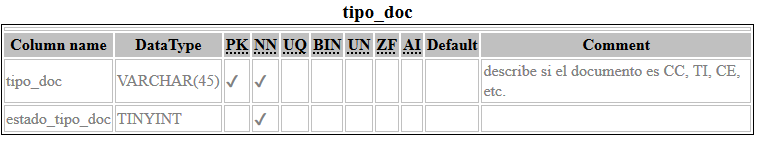 tipo_doc
Column name DataType PK NN UQ BIN UN ZF AI Default Comment
tipo_doc VARCHAR(45) ✔ ✔ describe si el documento es CC, TI, CE,
etc.
estado_tipo_doc TINYINT ✔